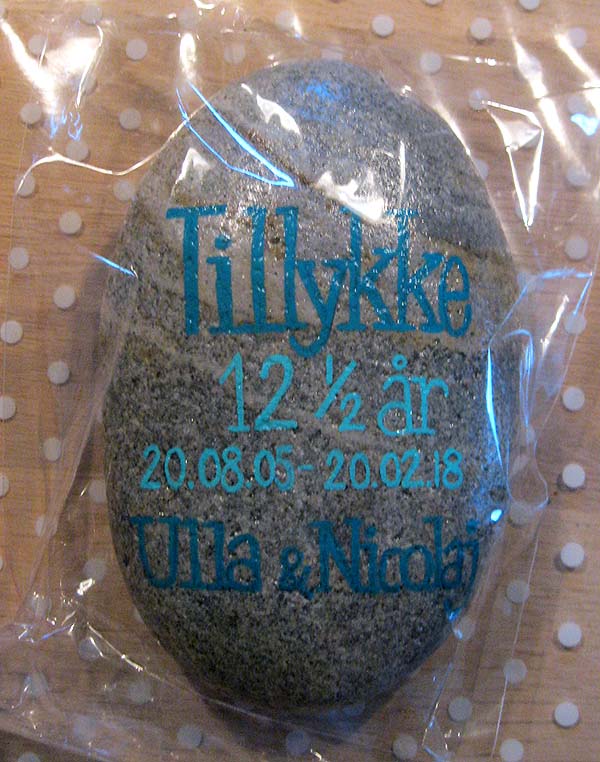 Tillykke
12 ½ år
20.08.05 - 20.02.18
Ulla & Nicolaj